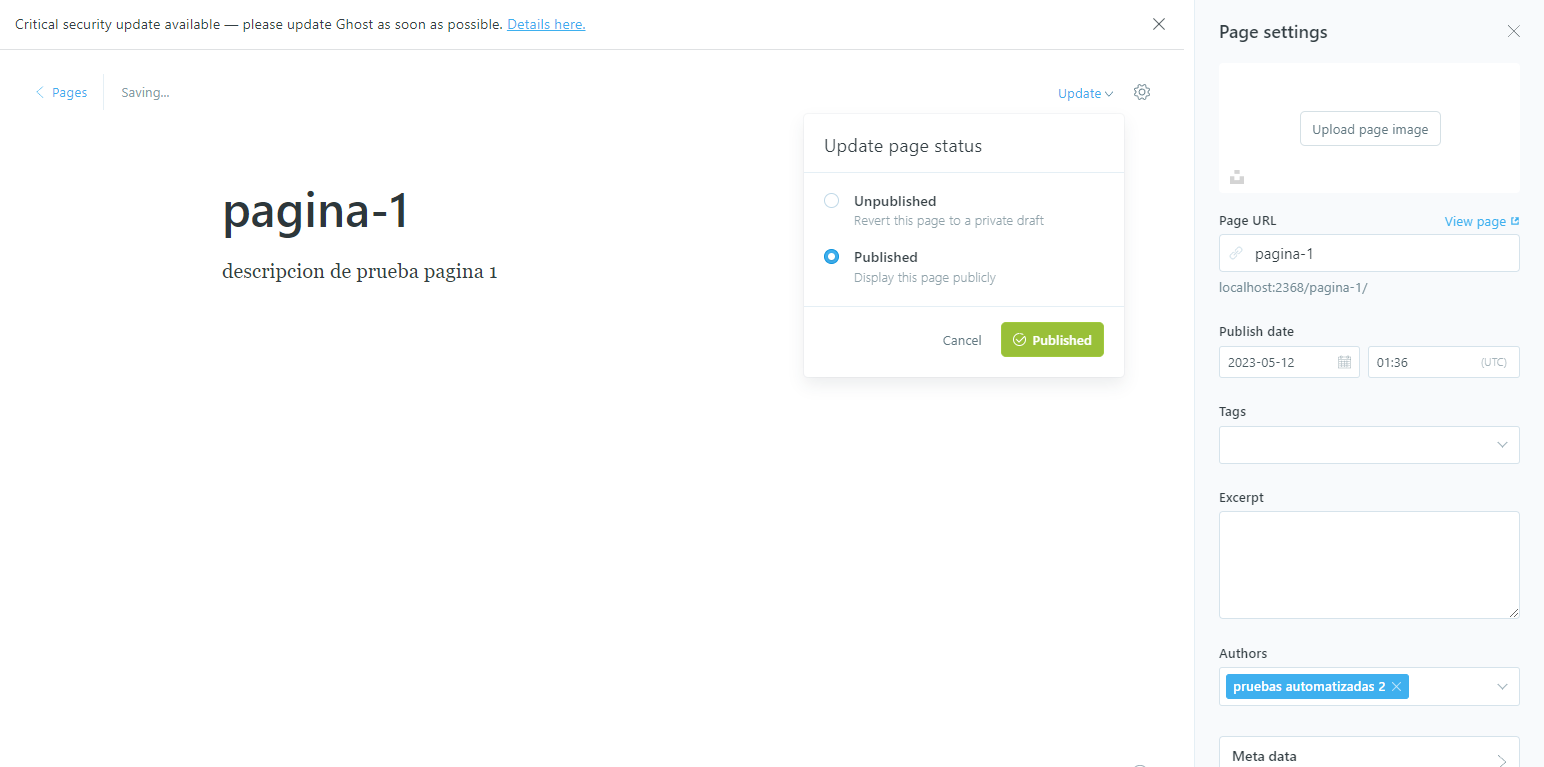 Critical security update available — please update Ghost as soon as possible. Details here.
Pages
Saving...
Update
pagina-1
descripcion de prueba pagina 1
Update page status
Unpublished
Revert this page to a private draft
Published
Display this page publicly
Cancel
Published
Page settings
Upload page image
Page URL
View page
pagina-1
localhost:2368/pagina-1/
Publish date
2023-05-12
01:36
(UTC)
Tags
Excerpt
Authors
pruebas automatizadas 2
Meta data